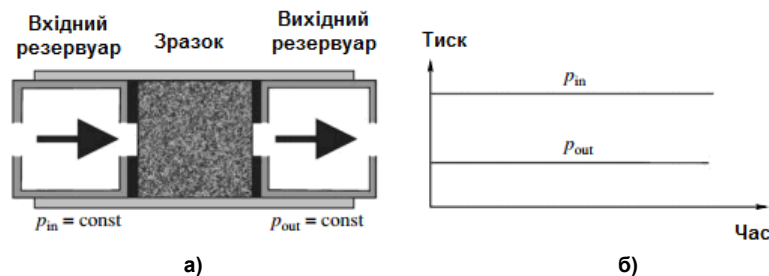 Вхідний
резервуар
Зразок
Вихідний
резервуар
p_in = const
p_out = const
а)
Тиск
p_in
p_out
Час
б)